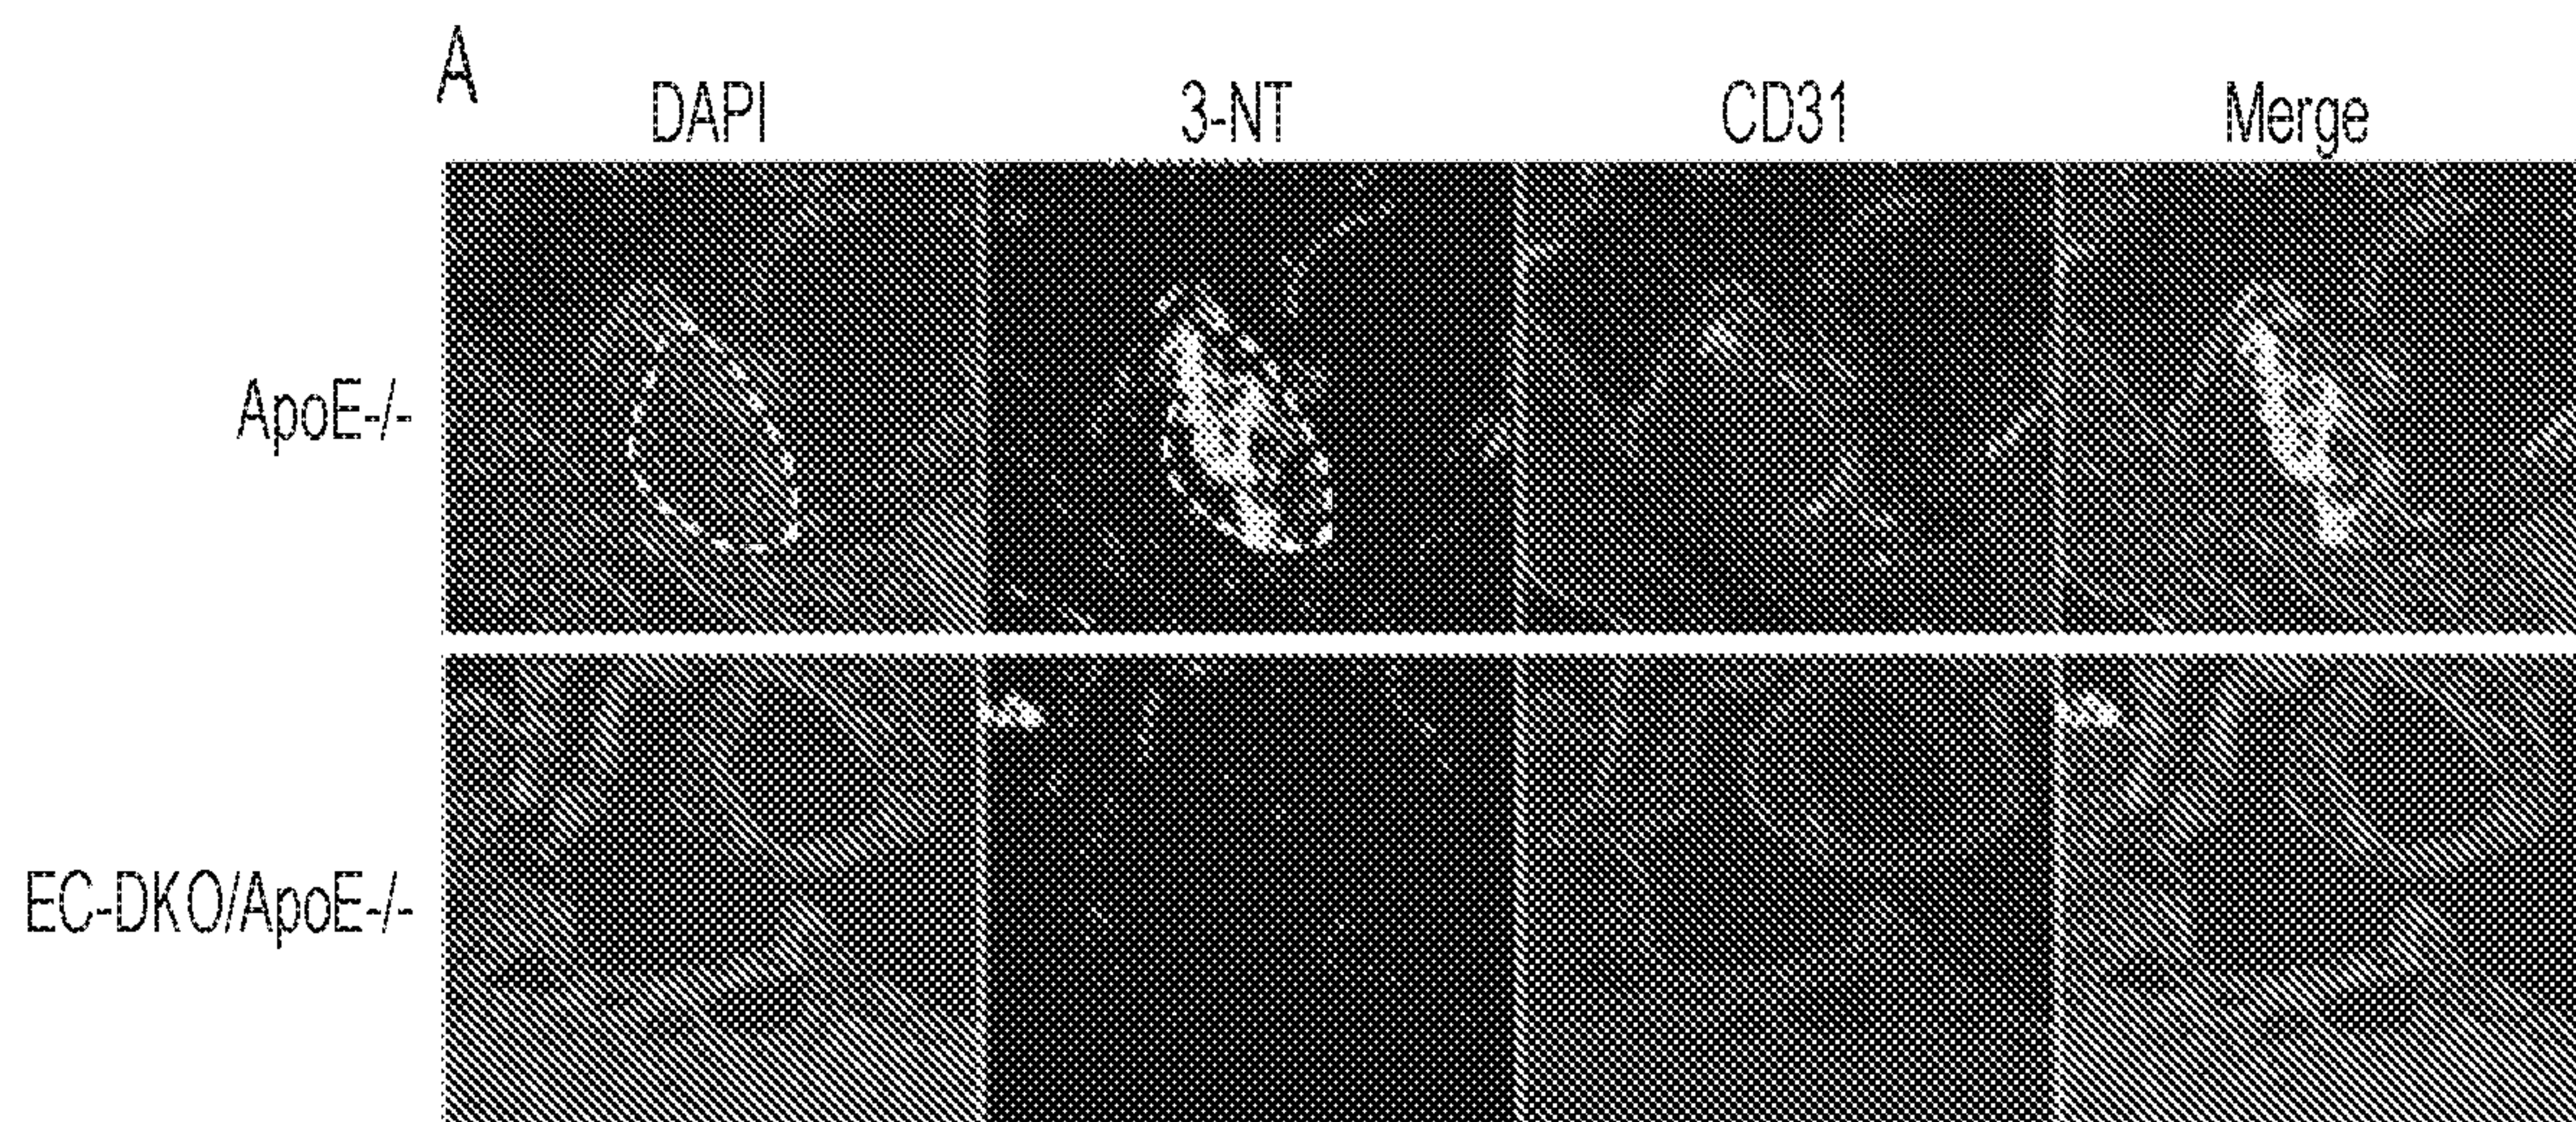 A
DAPI 3-NT CD31 Merge
ApoE-/-
EC-DKO/ApoE-/-